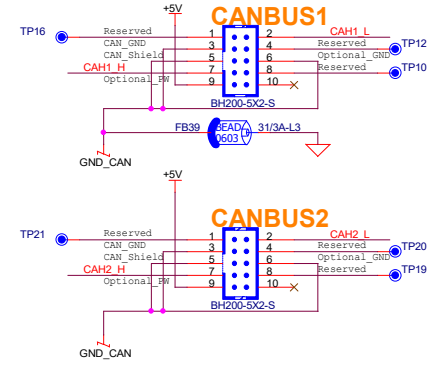 +5V
CANBUS1
TP16
Reserved
1
2
CAH1_L
CAN_GND
3
4
Reserved
TP12
CAN_Shield
5
6
Optional_GND
CAH1_H
7
8
Reserved
TP10
Optional_PW
9
10
BH200-5X2-S
FB39
BEAD
0603
31/3A-L3
GND_CAN
+5V
CANBUS2
TP21
Reserved
1
2
CAH2_L
CAN_GND
3
4
Reserved
TP20
CAN_Shield
5
6
Optional_GND
CAH2_H
7
8
Reserved
TP19
Optional_PW
9
10
BH200-5X2-S
GND_CAN